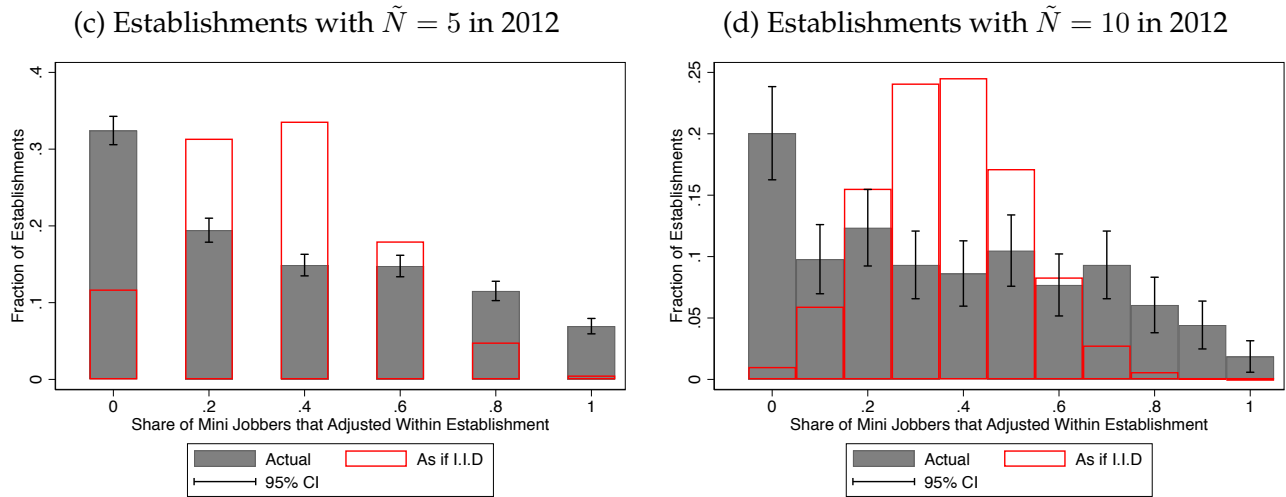 (c) Establishments with Ñ = 5 in 2012
Fraction of Establishments
.4
.3
.2
.1
0
0 .2 .4 .6 .8 1
Share of Mini Jobbers that Adjusted Within Establishment
Actual As if I.I.D
95% CI
(d) Establishments with Ñ = 10 in 2012
Fraction of Establishments
.25
.2
.15
.1
.05
0
0 .2 .4 .6 .8 1
Share of Mini Jobbers that Adjusted Within Establishment
Actual As if I.I.D
95% CI